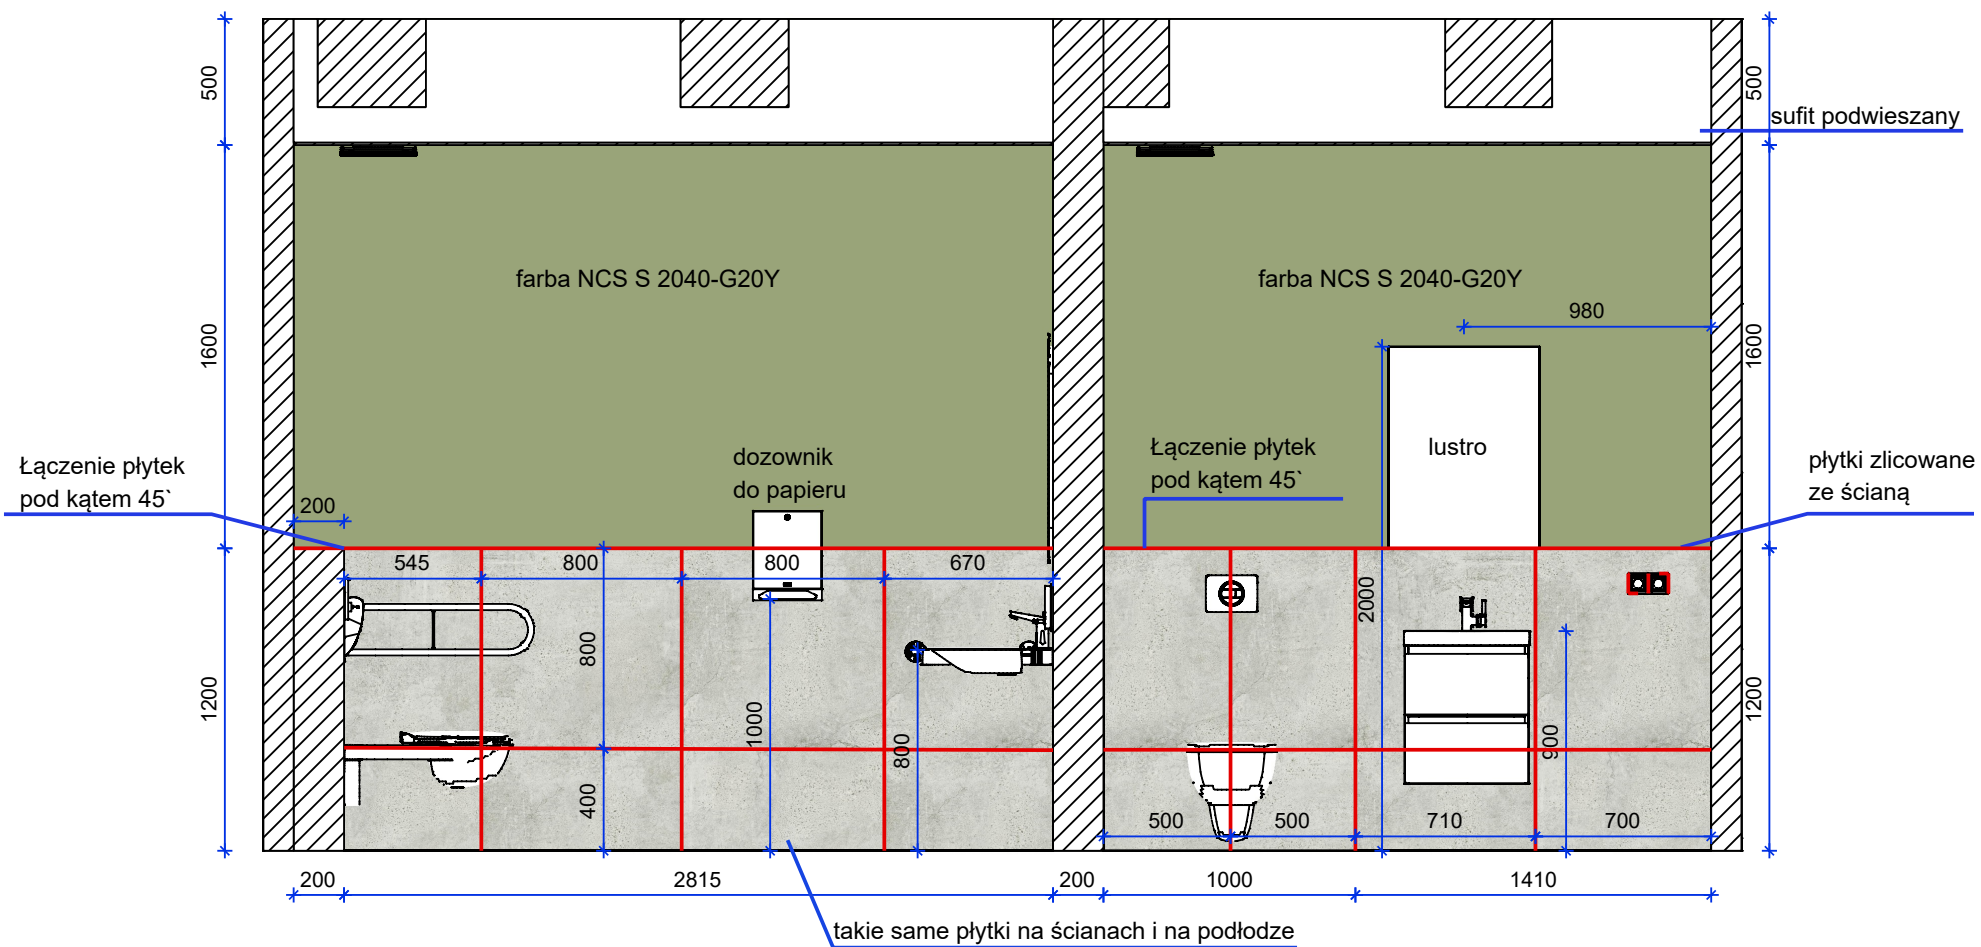 500
500
sufit podwieszany
farba NCS S 2040-G20Y
farba NCS S 2040-G20Y
980
1600
1600
Łączenie płytek
pod kątem 45`
dozownik
do papieru
Łączenie płytek
pod kątem 45`
lustro
płytki zlicowane
ze ścianą
200
545
800
800
670
2000
800
1200
1000
800
900
1200
400
500
500
710
700
200
2815
200
1000
1410
takie same płytki na ścianach i na podłodze